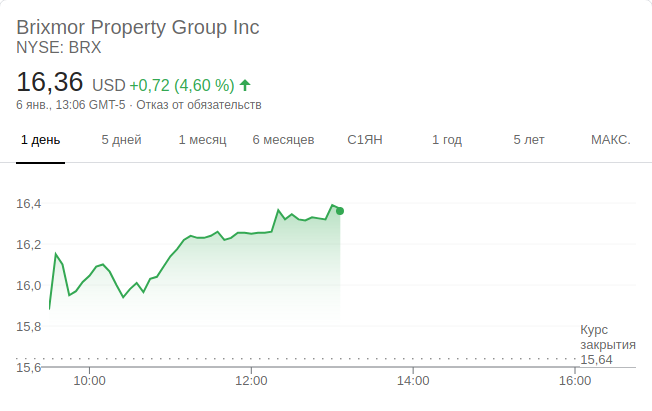 Brixmor Property Group Inc
NYSE: BRX
16,36 USD +0,72 (4,60 %)
6 янв., 13:06 GMT-5 · Отказ от обязательств
1 день 5 дней 1 месяц 6 месяцев С1ЯН 1 год 5 лет МАКС.
16,4
16,2
16,0
15,8
Курс
закрытия
15,64
15,6
10:00 12:00 14:00 16:00